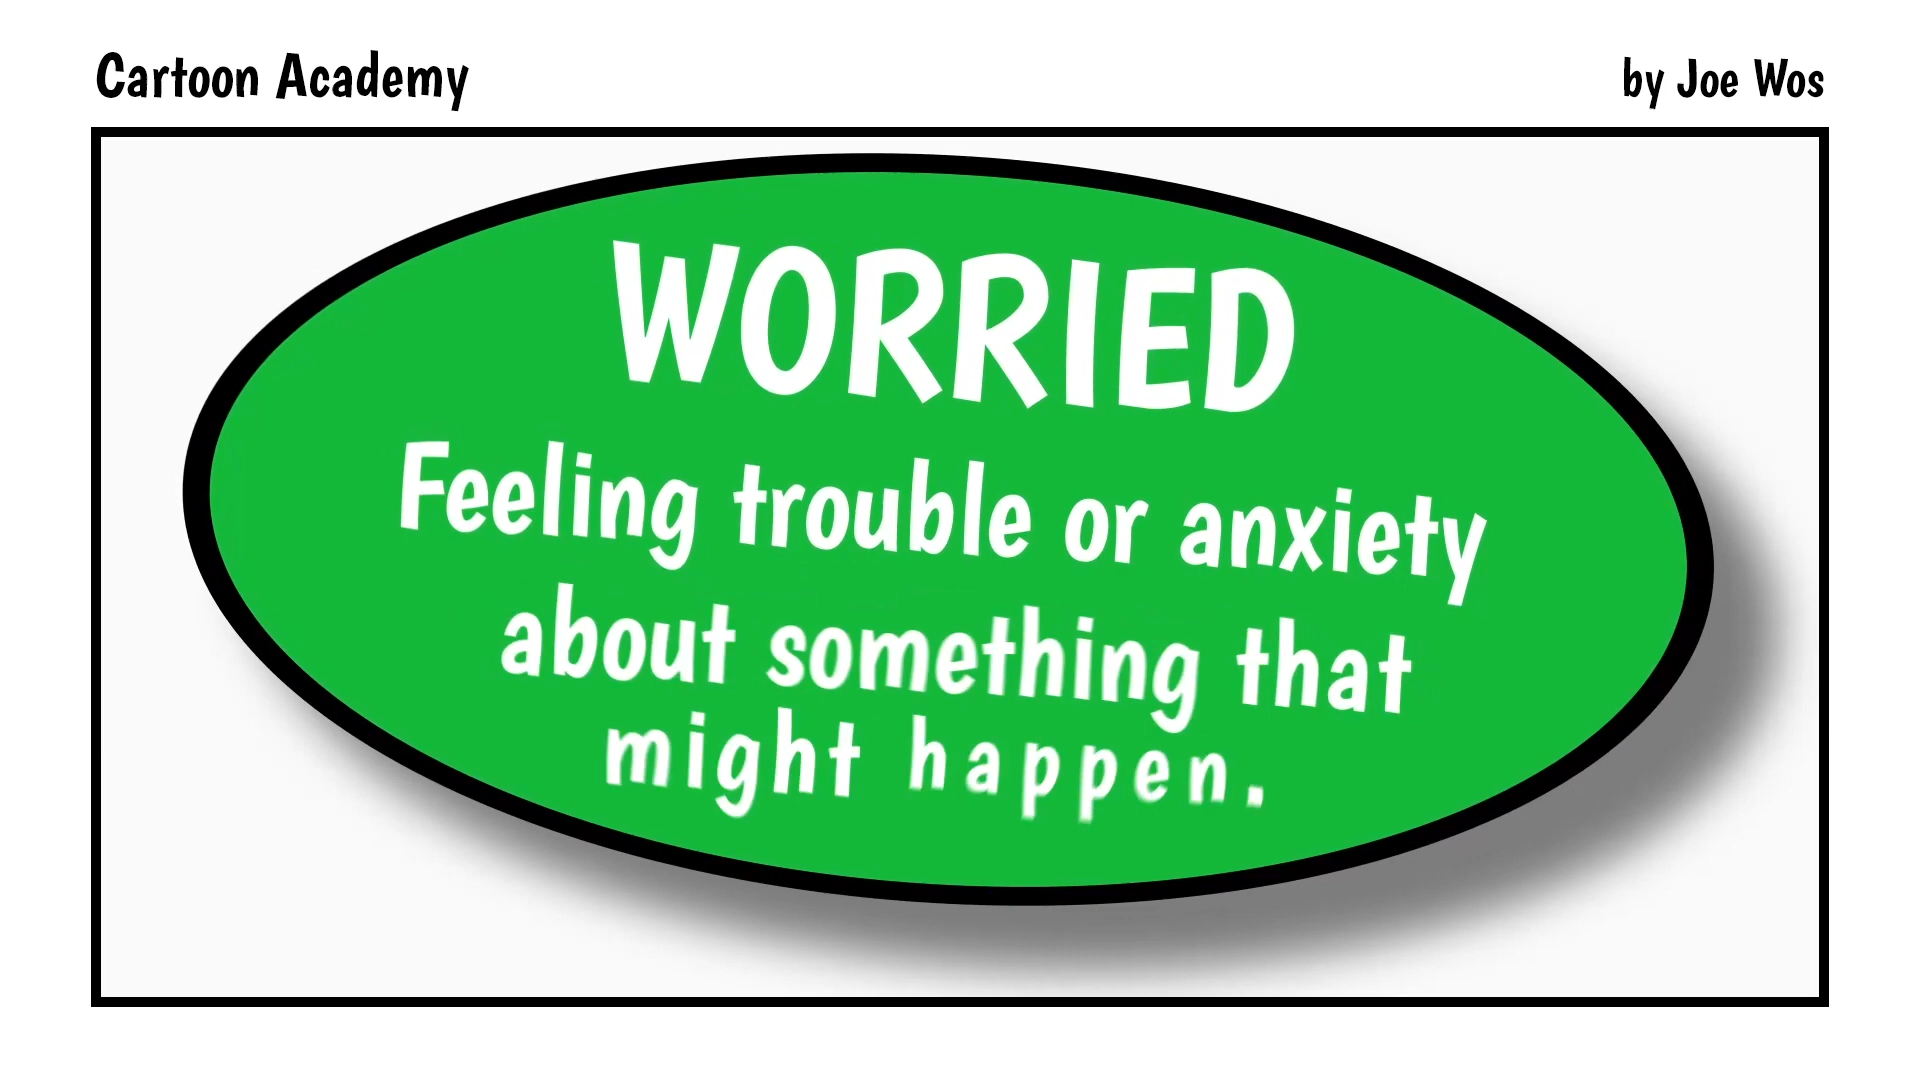 Cartoon Academy
by Joe Wos
WORRIED
Feeling trouble or anxiety
about something that
might happen.